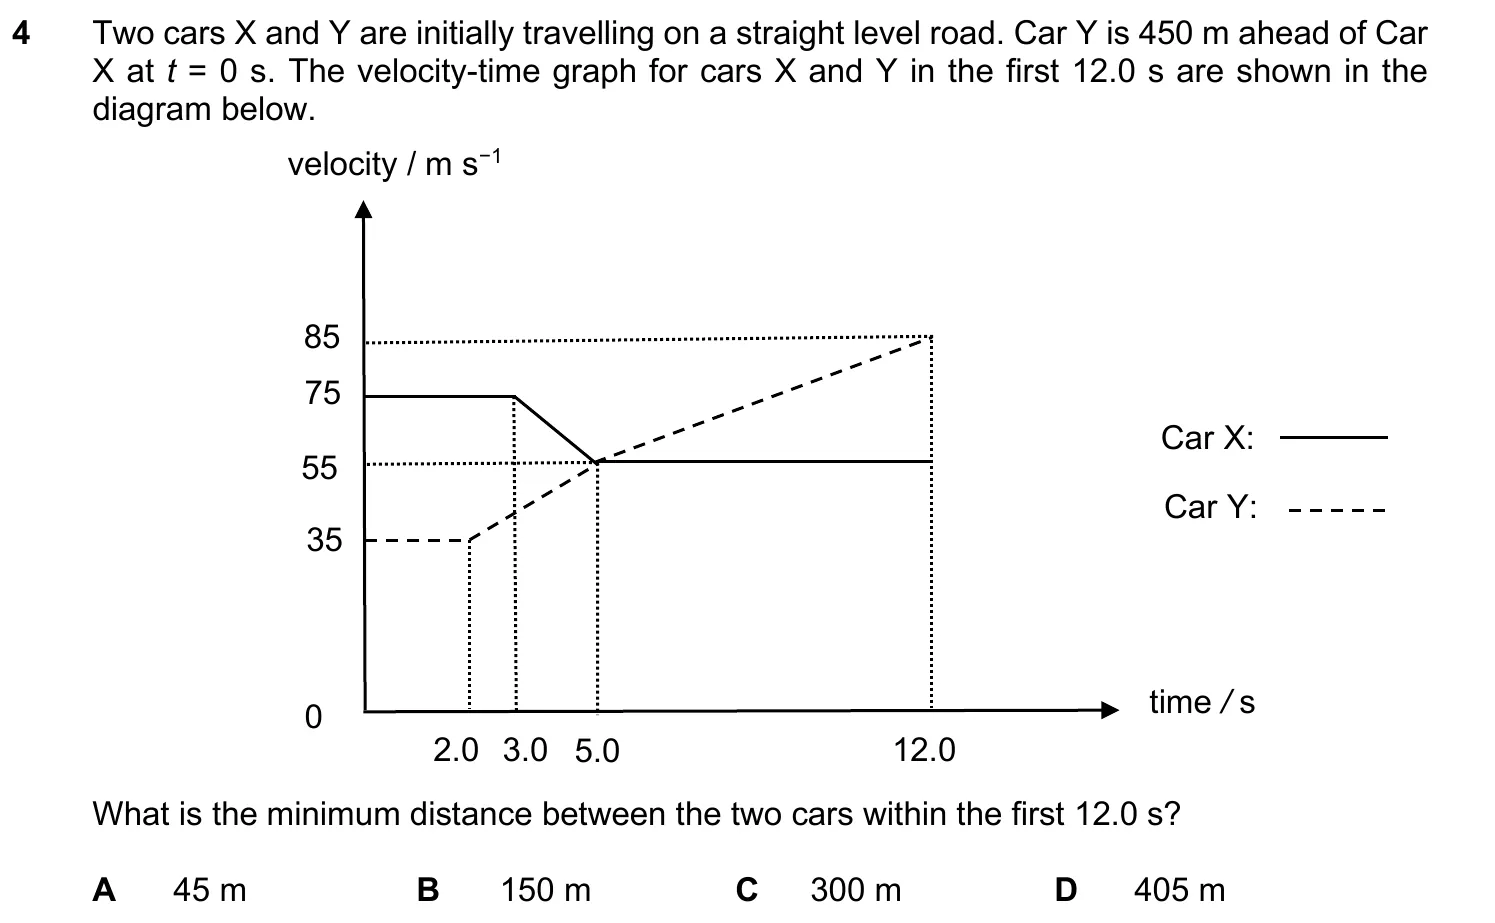 4 Two cars X and Y are initially travelling on a straight level road. Car Y is 450 m ahead of Car
X at t = 0 s. The velocity-time graph for cars X and Y in the first 12.0 s are shown in the
diagram below.
velocity / m s⁻¹
85
75
55
35
0
2.0 3.0 5.0 12.0
time / s
Car X:
Car Y:
What is the minimum distance between the two cars within the first 12.0 s?
A 45 m B 150 m C 300 m D 405 m